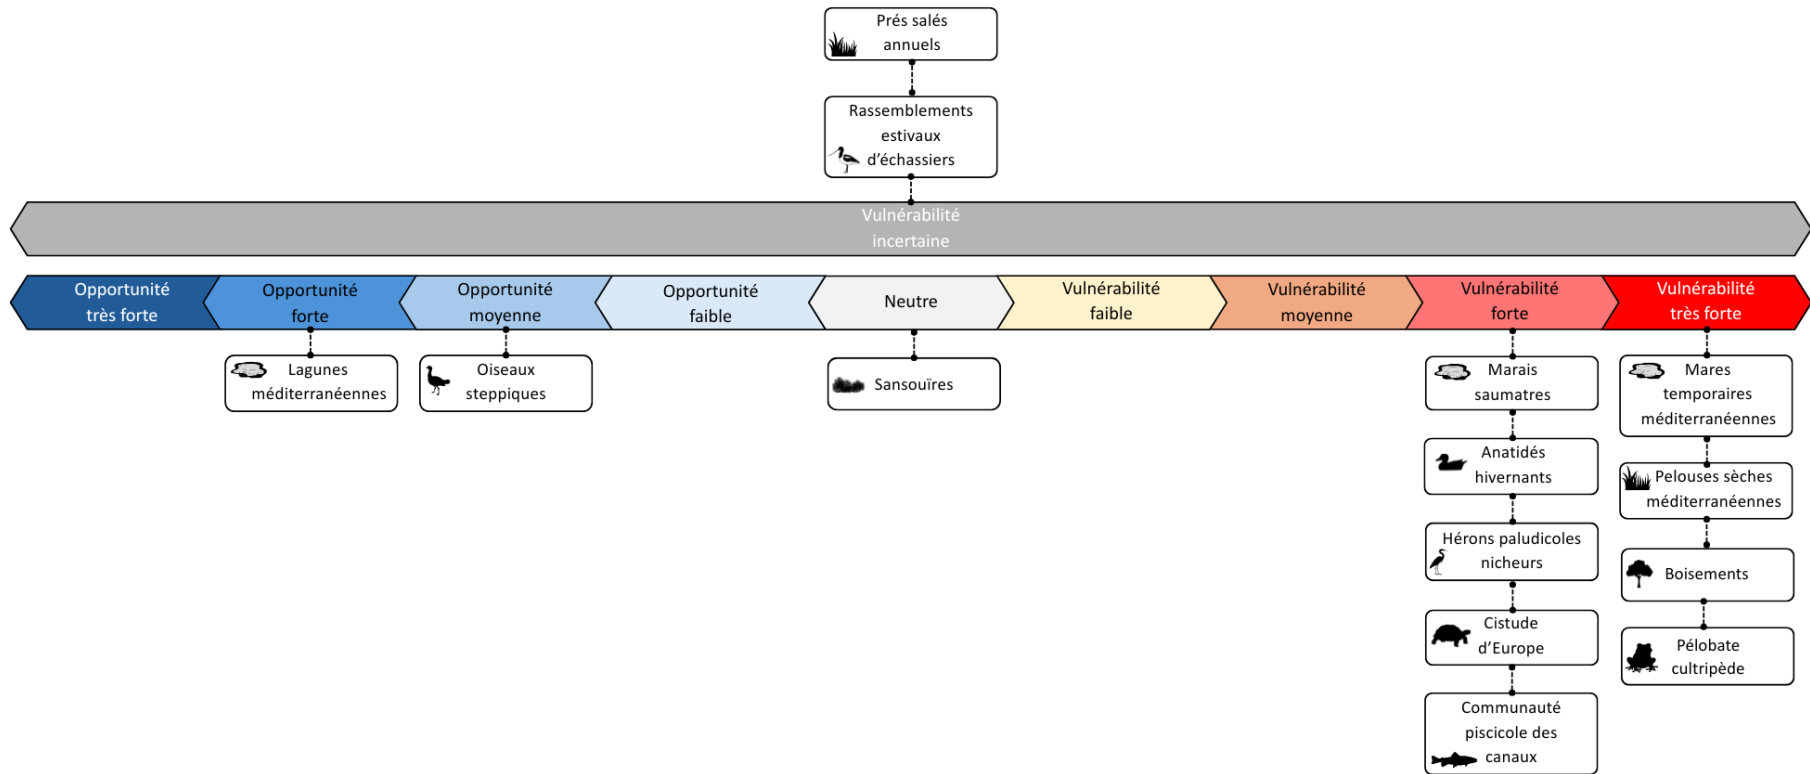 Prés salés
annuels
Rassemblements
estivaux
d’échassiers
Vulnérabilité
incertaine
Opportunité
très forte
Opportunité
forte
Opportunité
moyenne
Opportunité
faible
Neutre
Vulnérabilité
faible
Vulnérabilité
moyenne
Vulnérabilité
forte
Vulnérabilité
très forte
Lagunes
méditerranéennes
Oiseaux
steppiques
Sansouïres
Marais
saumatres
Anatidés
hivernants
Hérons paludicoles
nicheurs
Cistude
d’Europe
Communauté
piscicole des
canaux
Mares
temporaires
méditerranéennes
Pelouses sèches
méditerranéennes
Boisements
Pélobate
cultripède